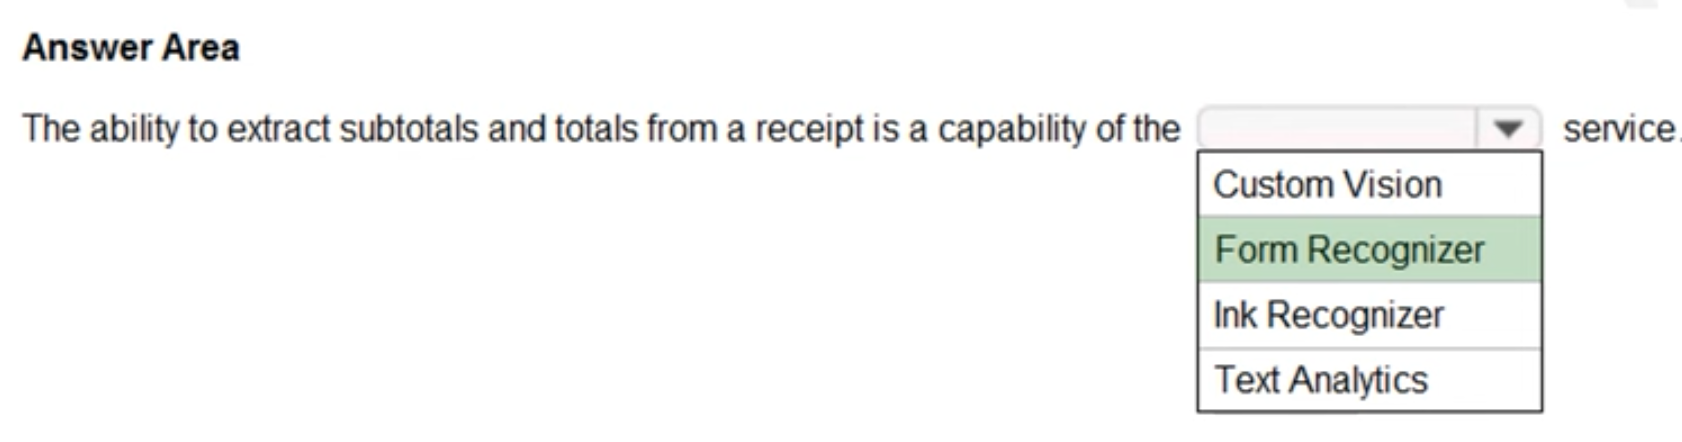 Answer Area
The ability to extract subtotals and totals from a receipt is a capability of the service.
Custom Vision
Form Recognizer
Ink Recognizer
Text Analytics